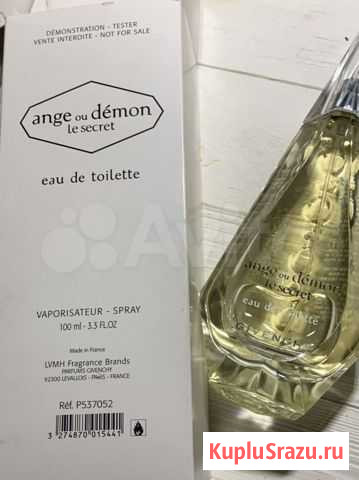 DÉMONSTRATION - TESTER
VENTE INTERDITE - NOT FOR SALE
ange ou démon
le secret
eau de toilette
VAPORISATEUR - SPRAY
100 ml - 3.3 FL.OZ
Made in France
LVMH Fragrance Brands
PARFUMS GIVENCHY
92300 LEVALLOIS - PARIS - FRANCE
Réf. P537052
3 274870 015441
ange ou démon
le secret
eau de toilette
GIVENCHY
Avito
KupluSrazu.ru